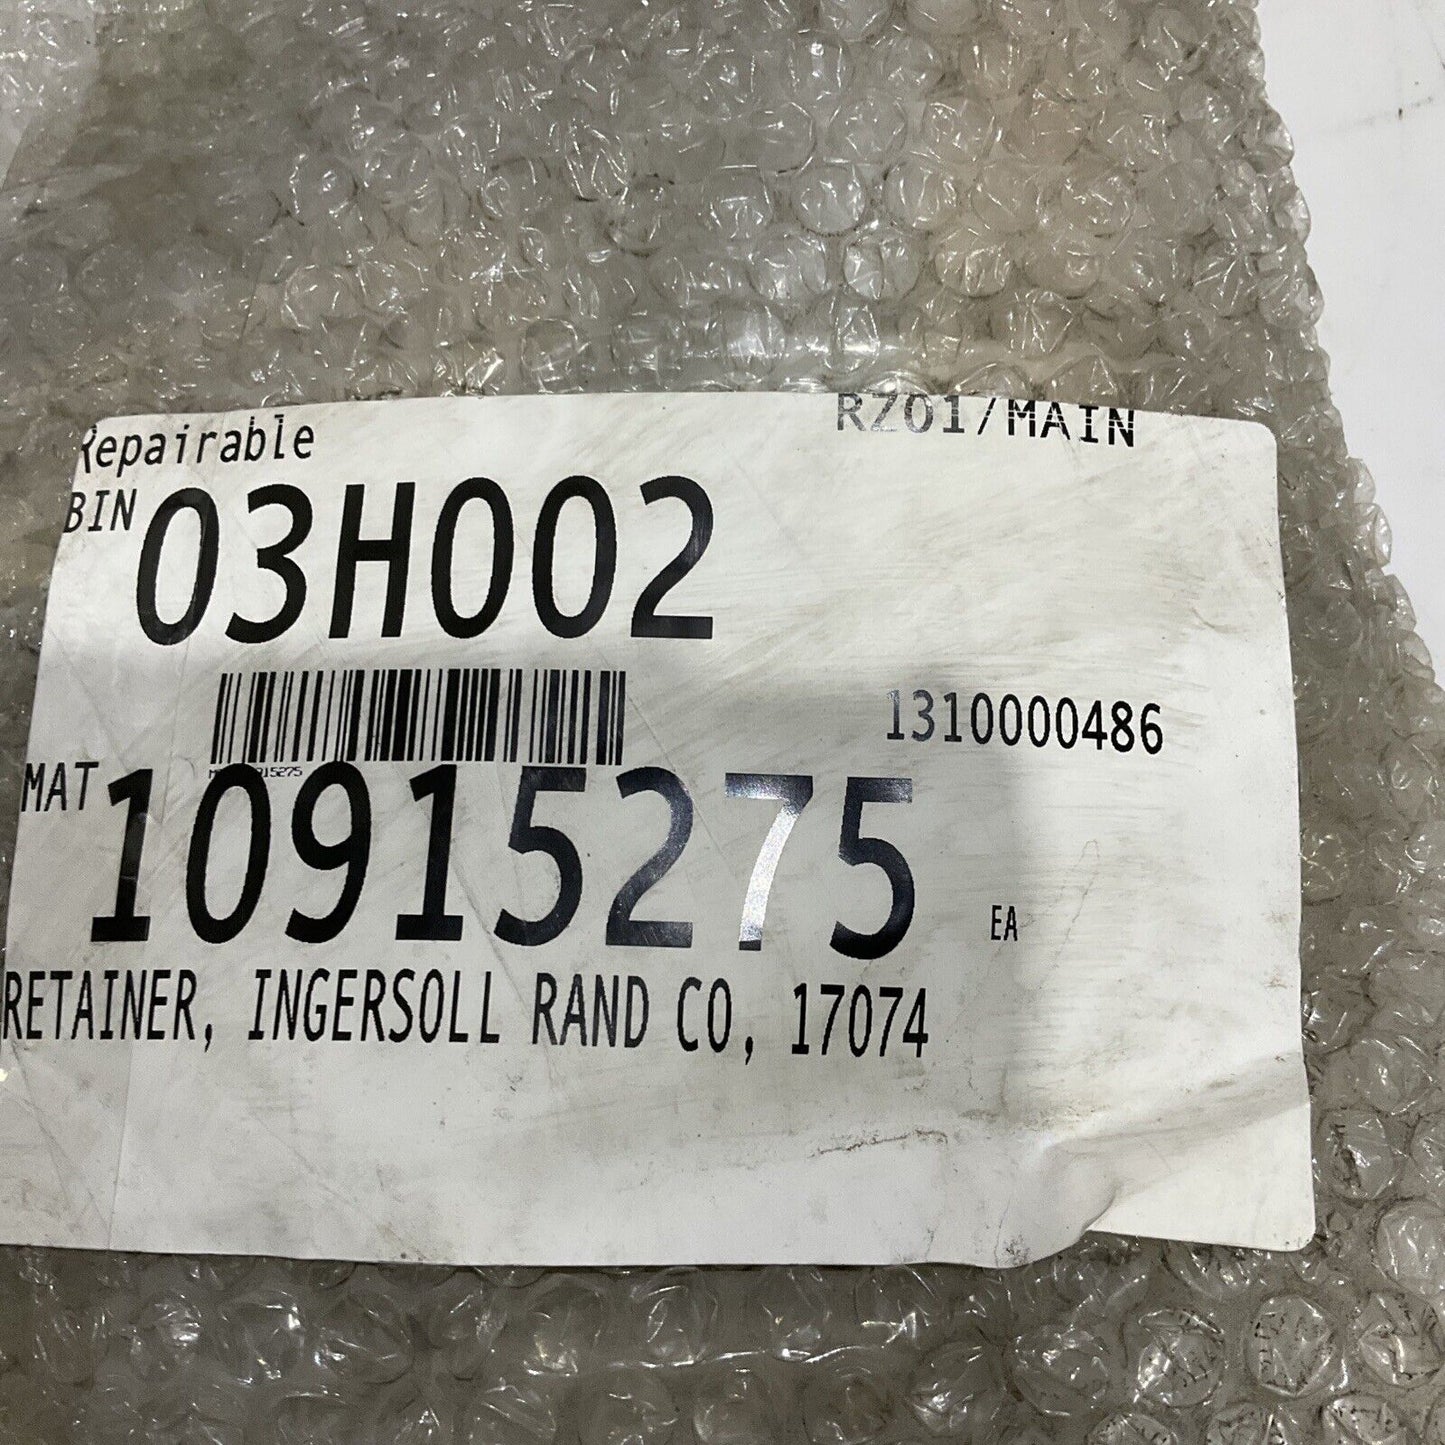 Repairable RZ01/MAIN
BIN 03H002
1310000486
MAT 10915275 EA
RETAINER, INGERSOLL RAND CO, 17074